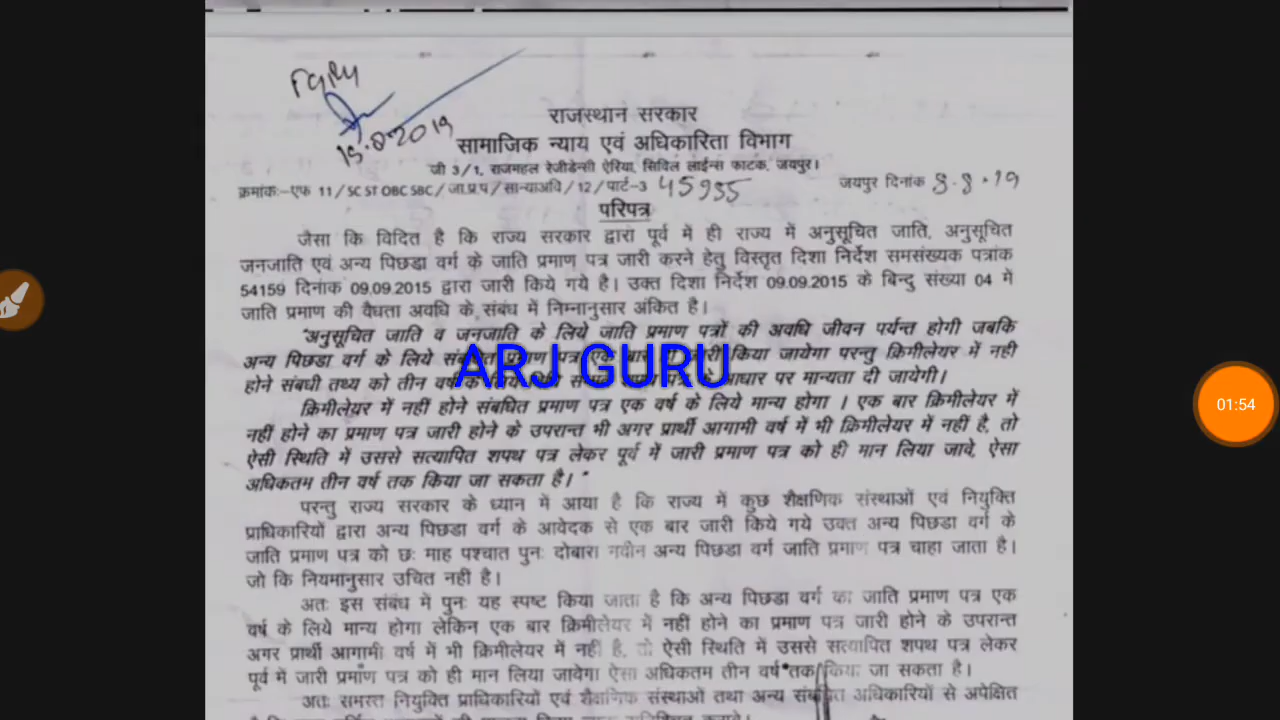 15.8.2019
राजस्थान सरकार
सामाजिक न्याय एवं अधिकारिता विभाग
जी 3/1, राजमहल रेजीडेन्सी ऐरिया, सिविल लाईन्स फाटक, जयपुर।
क्रमांकः-एफ 11/SC ST OBC SBC/जा.प्र.प/सान्याअवि/12/पार्ट-3 45935 जयपुर दिनांक 8.8.19
परिपत्र
जैसा कि विदित है कि राज्य सरकार द्वारा पूर्व में ही राज्य में अनुसूचित जाति, अनुसूचित
जनजाति एवं अन्य पिछडा वर्ग के जाति प्रमाण पत्र जारी करने हेतु विस्तृत दिशा निर्देश समसंख्यक पत्रांक
54159 दिनांक 09.09.2015 द्वारा जारी किये गये है। उक्त दिशा निर्देश 09.09.2015 के बिन्दु संख्या 04 में
जाति प्रमाण की वैधता अवधि के संबंध में निम्नानुसार अंकित है।
"अनुसूचित जाति व जनजाति के लिये जाति प्रमाण पत्रों की अवधि जीवन पर्यन्त होगी जबकि
अन्य पिछडा वर्ग के लिये संबंधित प्रमाण पत्र एक बार ही जारी किया जायेगा परन्तु क्रिमीलेयर में नही
ARJ GURU
होने संबधी तथ्य को तीन वर्ष के लिये शपथ पत्र के आधार पर मान्यता दी जायेगी।
क्रिमीलेयर में नहीं होने संबधित प्रमाण पत्र एक वर्ष के लिये मान्य होगा । एक बार क्रिमीलेयर में
नहीं होने का प्रमाण पत्र जारी होने के उपरान्त भी अगर प्रार्थी आगामी वर्ष में भी क्रिमीलेयर में नहीं है, तो
ऐसी स्थिति में उससे सत्यापित शपथ पत्र लेकर पूर्व में जारी प्रमाण पत्र को ही मान लिया जावे, ऐसा
अधिकतम तीन वर्ष तक किया जा सकता है।"
परन्तु राज्य सरकार के ध्यान में आया है कि राज्य में कुछ शैक्षणिक संस्थाओं एवं नियुक्ति
प्राधिकारियों द्वारा अन्य पिछडा वर्ग के आवेदक से एक बार जारी किये गये उक्त अन्य पिछडा वर्ग के
जाति प्रमाण पत्र को छः माह पश्चात पुनः दोबारा नवीन अन्य पिछडा वर्ग जाति प्रमाण पत्र चाहा जाता है।
जो कि नियमानुसार उचित नही है।
अतः इस संबंध में पुनः यह स्पष्ट किया जाता है कि अन्य पिछडा वर्ग का जाति प्रमाण पत्र एक
वर्ष के लिये मान्य होगा लेकिन एक बार क्रिमीलेयर में नहीं होने का प्रमाण पत्र जारी होने के उपरान्त
अगर प्रार्थी आगामी वर्ष में भी क्रिमीलेयर में नहीं है, तो ऐसी स्थिति में उससे सत्यापित शपथ पत्र लेकर
पूर्व में जारी प्रमाण पत्र को ही मान लिया जावेगा ऐसा अधिकतम तीन वर्ष तक किया जा सकता है।
अतः समस्त नियुक्ति प्राधिकारियों एवं शैक्षणिक संस्थाओं तथा अन्य संबंधित अधिकारियों से अपेक्षित
01:54